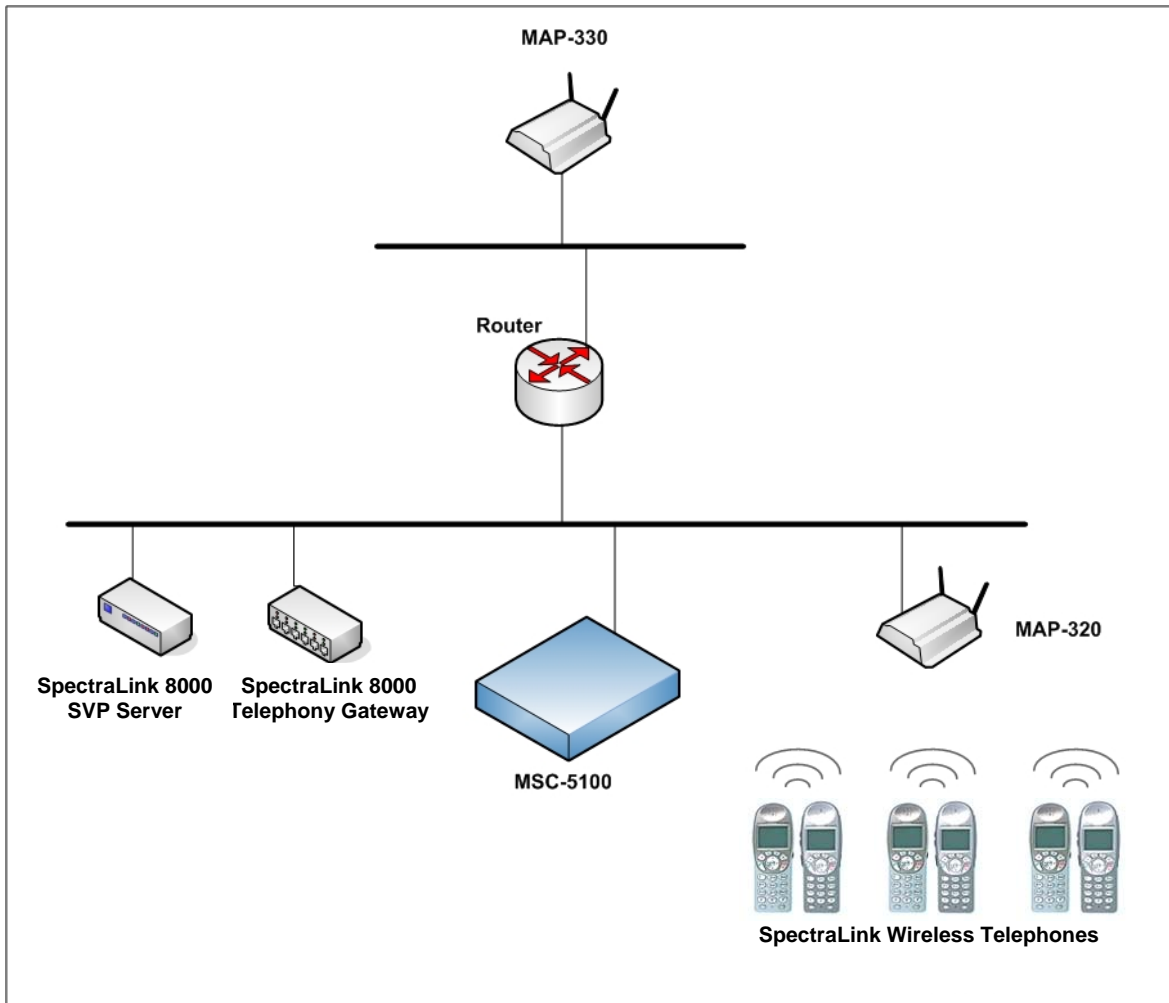 MAP-330
Router
MAP-320
SpectraLink 8000
SVP Server
SpectraLink 8000
Telephony Gateway
MSC-5100
SpectraLink Wireless Telephones